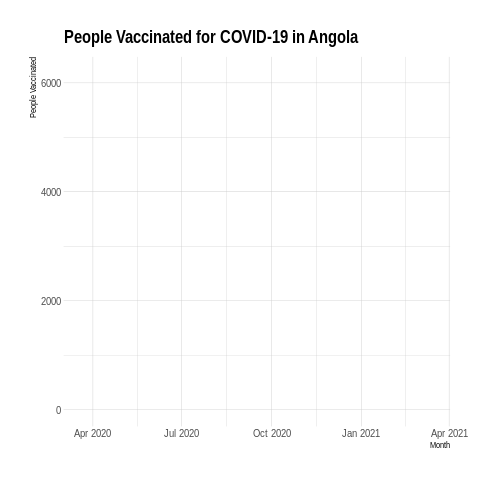 People Vaccinated for COVID-19 in Angola
People Vaccinated
6000
4000
2000
0
Apr 2020 Jul 2020 Oct 2020 Jan 2021 Apr 2021
Month